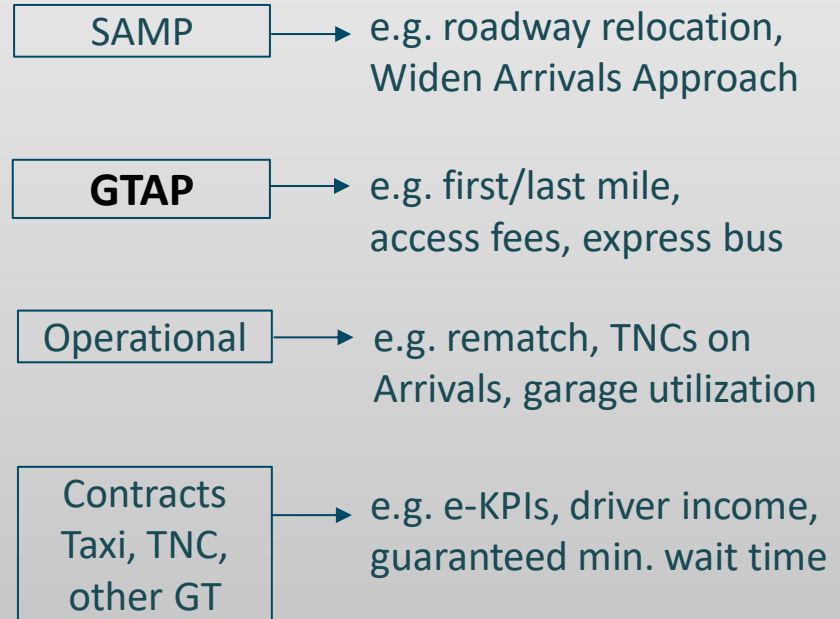 SAMP
e.g. roadway relocation,
Widen Arrivals Approach
GTAP
e.g. first/last mile,
access fees, express bus
Operational
e.g. rematch, TNCs on
Arrivals, garage utilization
Contracts
Taxi, TNC,
other GT
e.g. e-KPIs, driver income,
guaranteed min. wait time